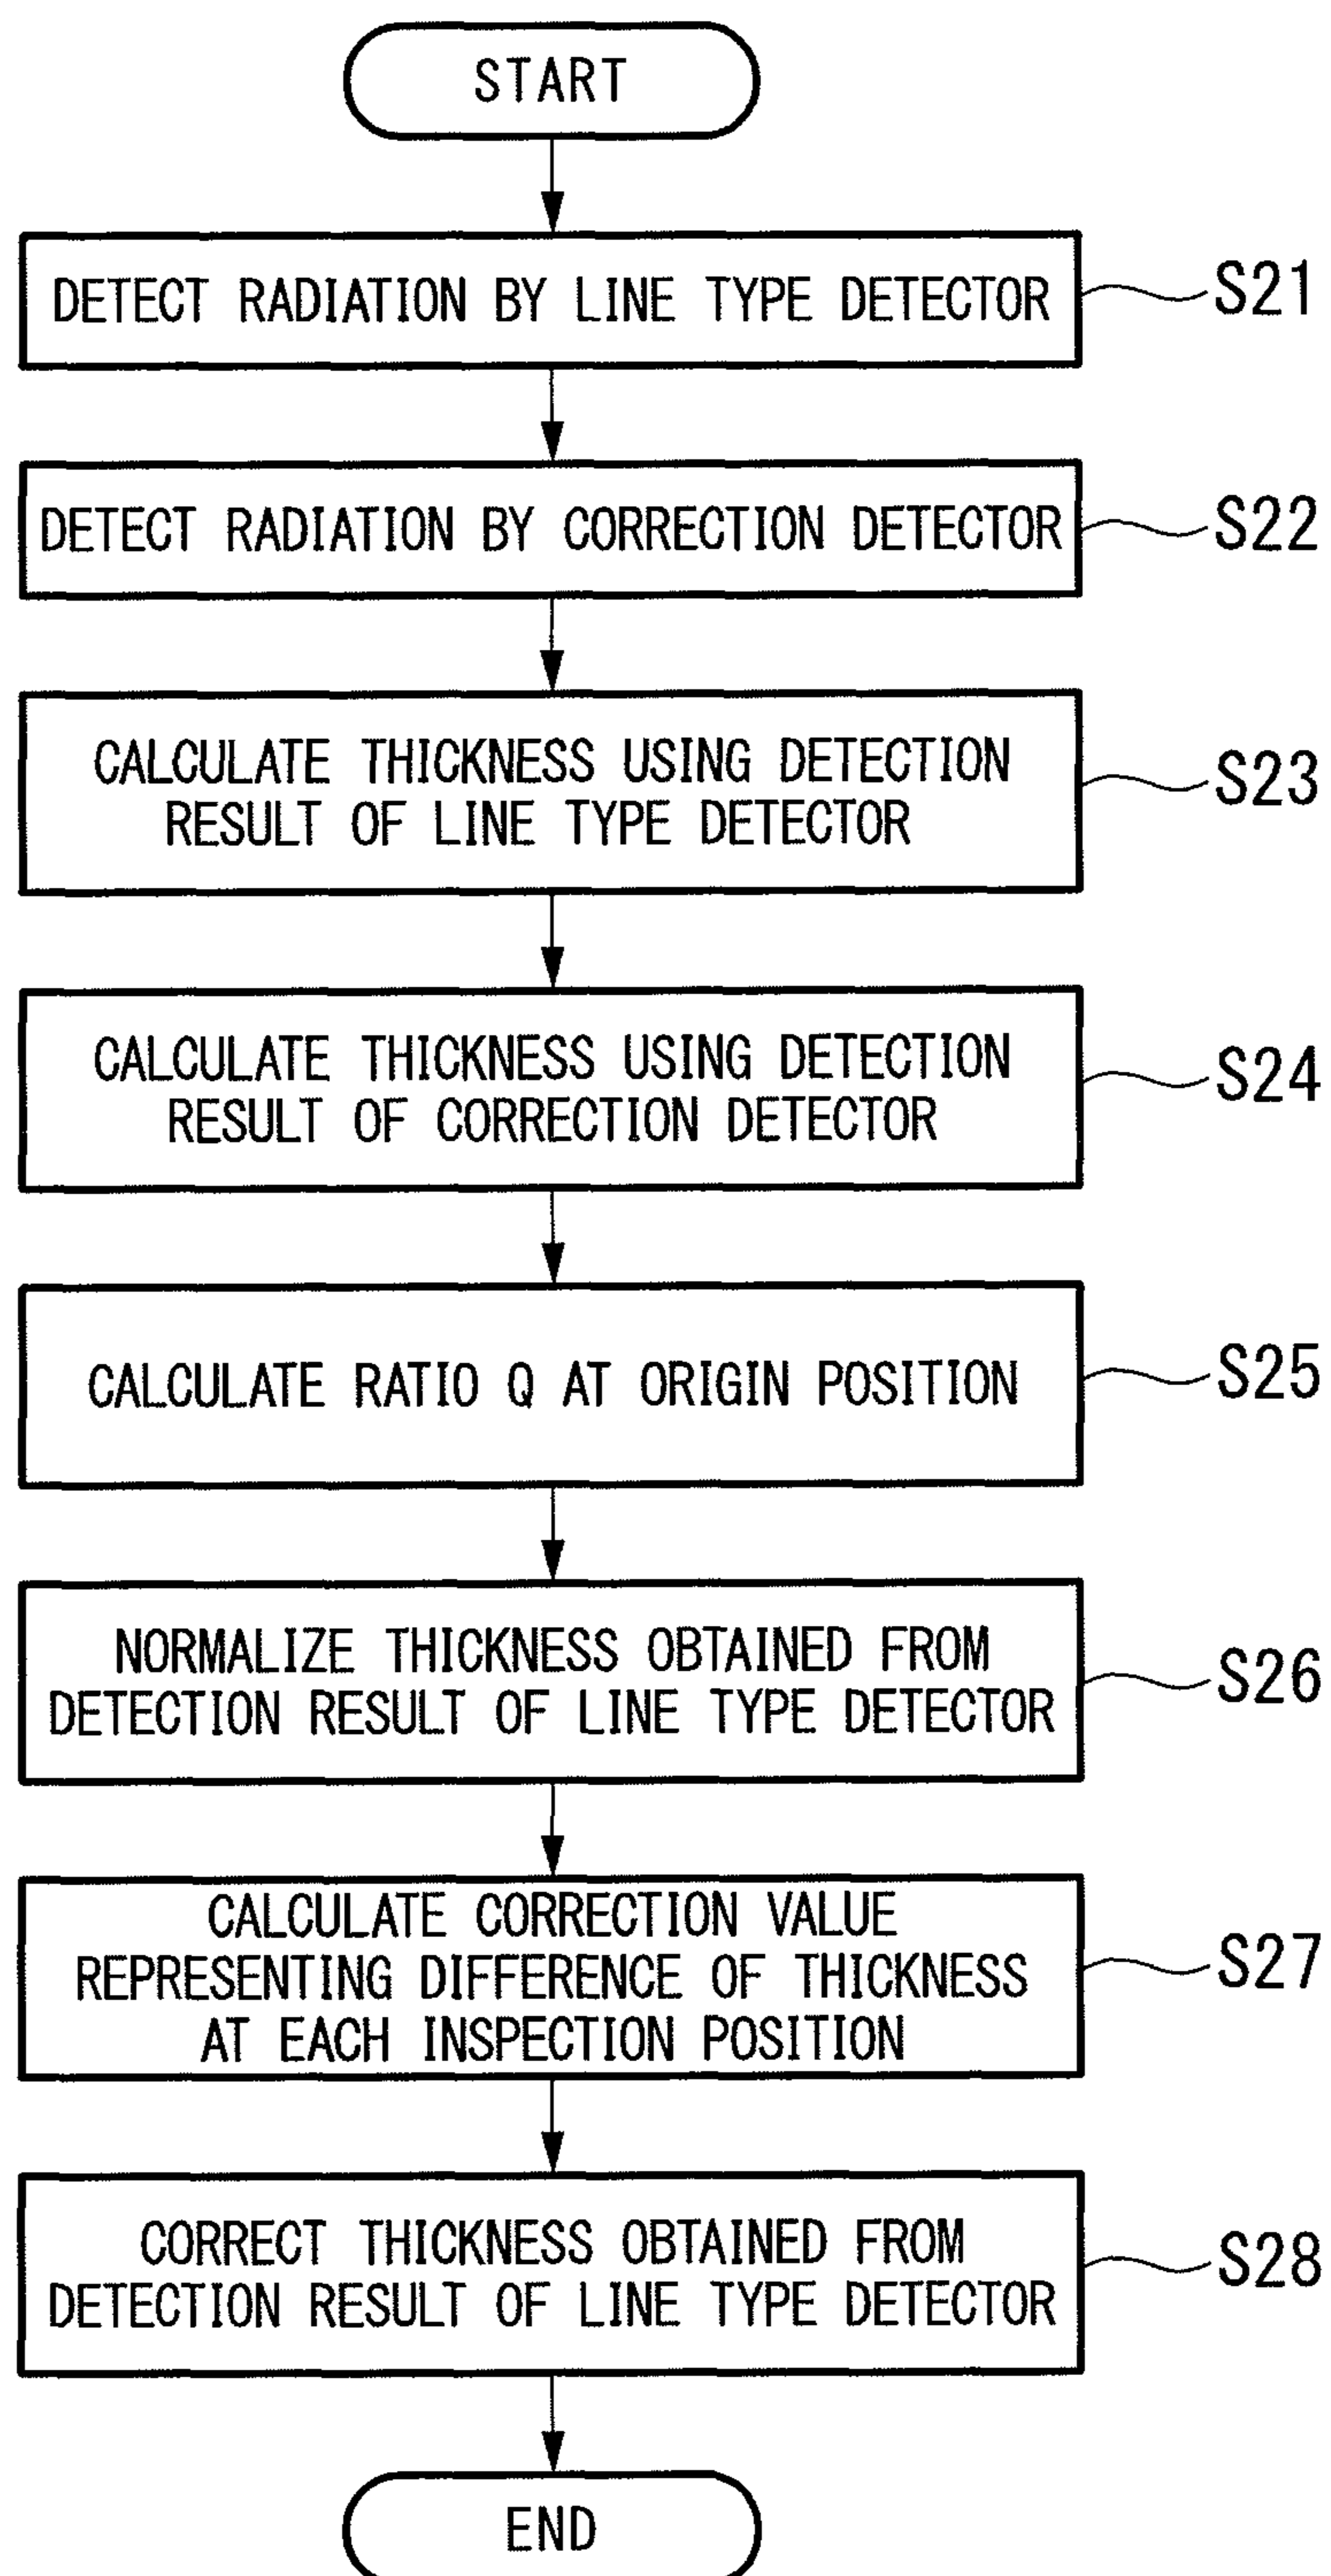 START
DETECT RADIATION BY LINE TYPE DETECTOR
S21
DETECT RADIATION BY CORRECTION DETECTOR
S22
CALCULATE THICKNESS USING DETECTION
RESULT OF LINE TYPE DETECTOR
S23
CALCULATE THICKNESS USING DETECTION
RESULT OF CORRECTION DETECTOR
S24
CALCULATE RATIO Q AT ORIGIN POSITION
S25
NORMALIZE THICKNESS OBTAINED FROM
DETECTION RESULT OF LINE TYPE DETECTOR
S26
CALCULATE CORRECTION VALUE
REPRESENTING DIFFERENCE OF THICKNESS
AT EACH INSPECTION POSITION
S27
CORRECT THICKNESS OBTAINED FROM
DETECTION RESULT OF LINE TYPE DETECTOR
S28
END